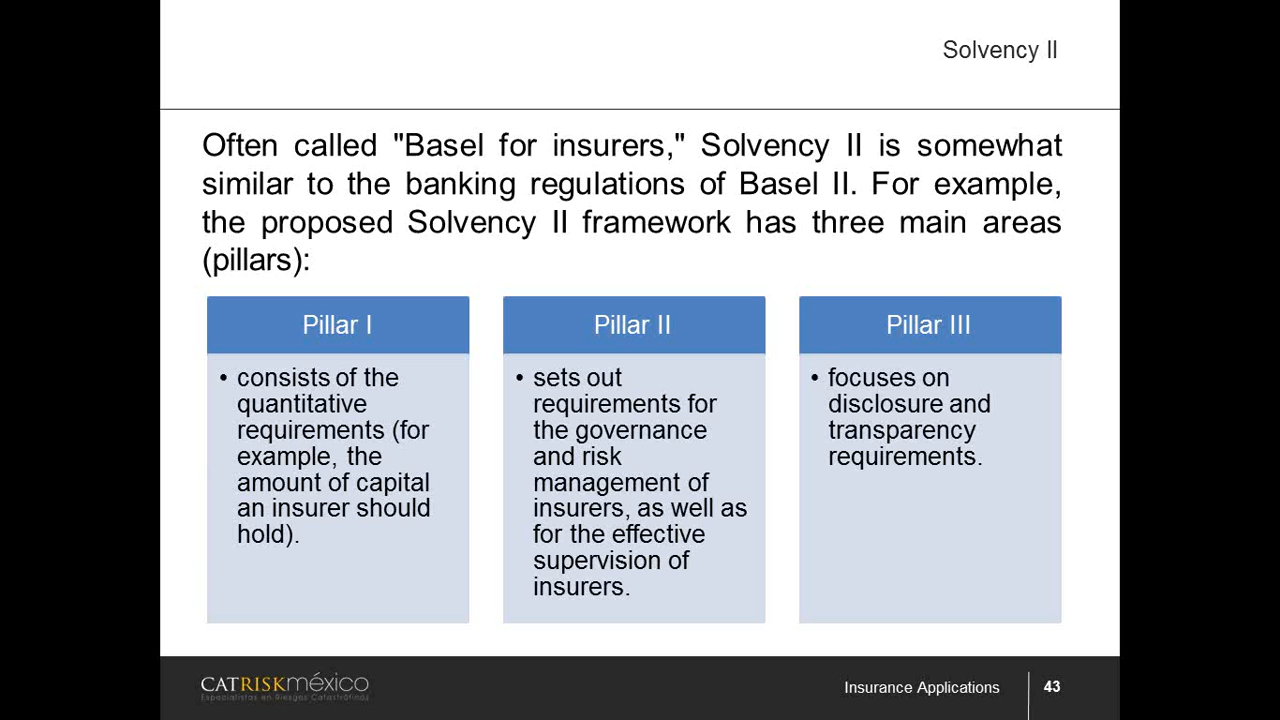 Solvency II
Often called "Basel for insurers," Solvency II is somewhat
similar to the banking regulations of Basel II. For example,
the proposed Solvency II framework has three main areas
(pillars):
Pillar I
• consists of the
quantitative
requirements (for
example, the
amount of capital
an insurer should
hold).
Pillar II
• sets out
requirements for
the governance
and risk
management of
insurers, as well as
for the effective
supervision of
insurers.
Pillar III
• focuses on
disclosure and
transparency
requirements.
CATRISKméxico
Especialistas en Riesgos Catastróficos
Insurance Applications
43